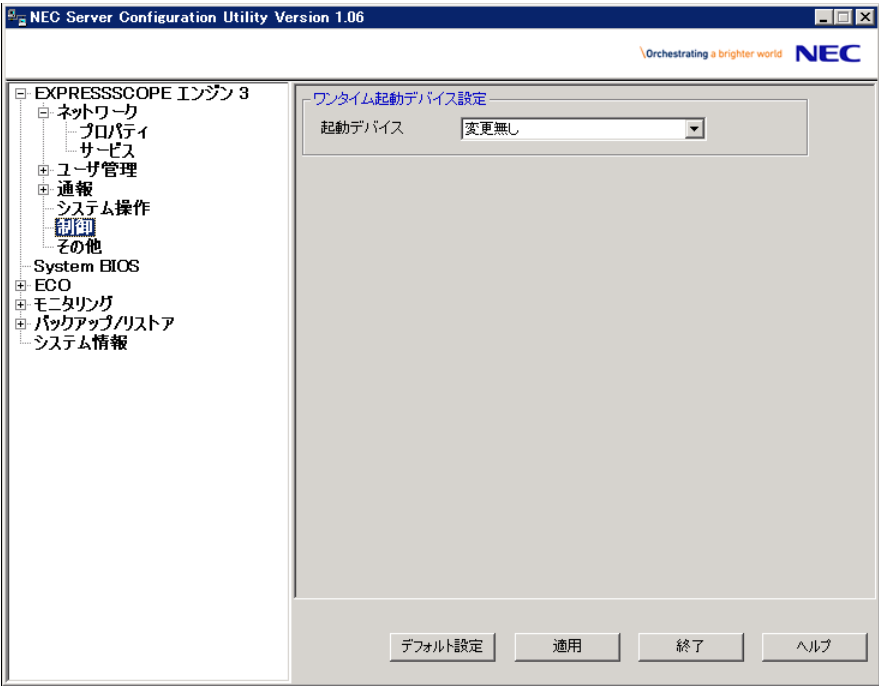 NEC Server Configuration Utility Version 1.06
\Orchestrating a brighter world NEC
EXPRESSSCOPE エンジン 3
ネットワーク
プロパティ
サービス
ユーザ管理
通報
システム操作
制御
その他
System BIOS
ECO
モニタリング
バックアップ/リストア
システム情報
ワンタイム起動デバイス設定
起動デバイス 変更無し
デフォルト設定 適用 終了 ヘルプ